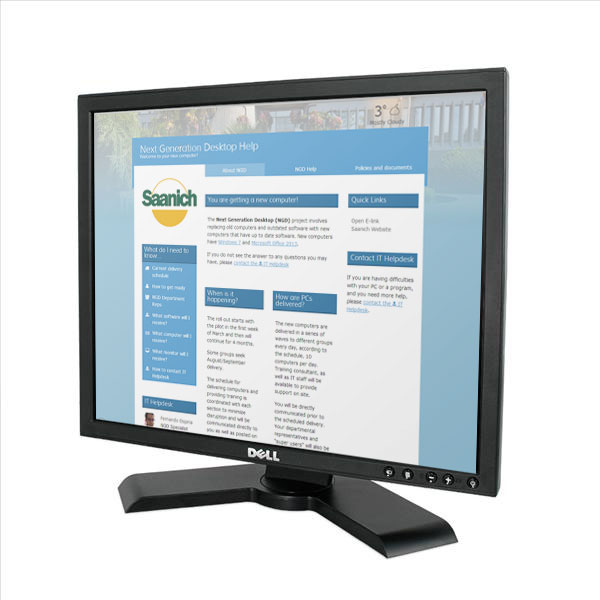 3°
Mostly Cloudy
Next Generation Desktop Help
Welcome to your new computer!
About NGD
NGD Help
Policies and documents
Saanich
You are getting a new computer!
The Next Generation Desktop (NGD) project involves
replacing old computers and outdated software with new
computers that have up to date software. New computers
have Windows 7 and Microsoft Office 2013.
If you do not see the answer to any questions you may
have, please contact the IT Helpdesk
Quick Links
Open E-link
Saanich Website
Contact IT Helpdesk
If you are having difficulties
with your PC or a program,
and you need more help,
please contact the IT
Helpdesk.
What do I need to
know...
Current delivery
schedule
How to get ready
NGD Department
Reps
What software will I
receive?
What computer will I
receive?
What monitor will I
receive?
How to contact IT
Helpdesk
IT Helpdesk
Fernando Ospina
NGD Specialist
When is it
happening?
The roll out starts with
the pilot in the first week
of March and then will
continue for 4 months.
Some groups seek
August/September
delivery.
The schedule for
delivering computers and
providing training is
coordinated with each
section to minimize
disruption and will be
communicated directly to
you as well as posted on
How are PCs
delivered?
The new computers are
delivered in a series of
waves to different groups
every day, according to
the schedule, 10
computers per day.
Training consultant, as
well as IT staff will be
available to provide
support on site.
You will be directly
communicated prior to
the scheduled delivery.
Your departmental
representatives and
"super users" will also be
DELL